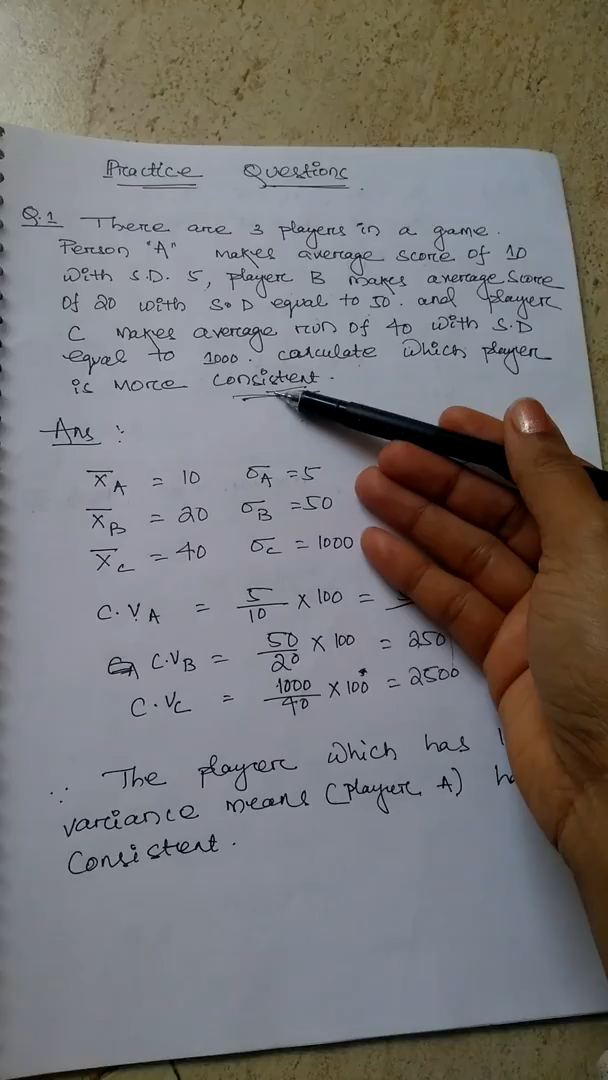 Practice Questions
Q.1 There are 3 players in a game.
Person "A" makes average score of 10
with S.D. 5, player B makes average score
of 20 with S.D equal to 50. and player
C makes average run of 40 with S.D
equal to 1000. calculate which player
is more consistent.
Ans :
X̄A = 10 σA = 5
X̄B = 20 σB = 50
X̄C = 40 σC = 1000
C.VA = 5/10 × 100 =
C.VB = 50/20 × 100 = 250
C.VC = 1000/40 × 100 = 2500
∵ The player which has
variance means (player A)
consistent.